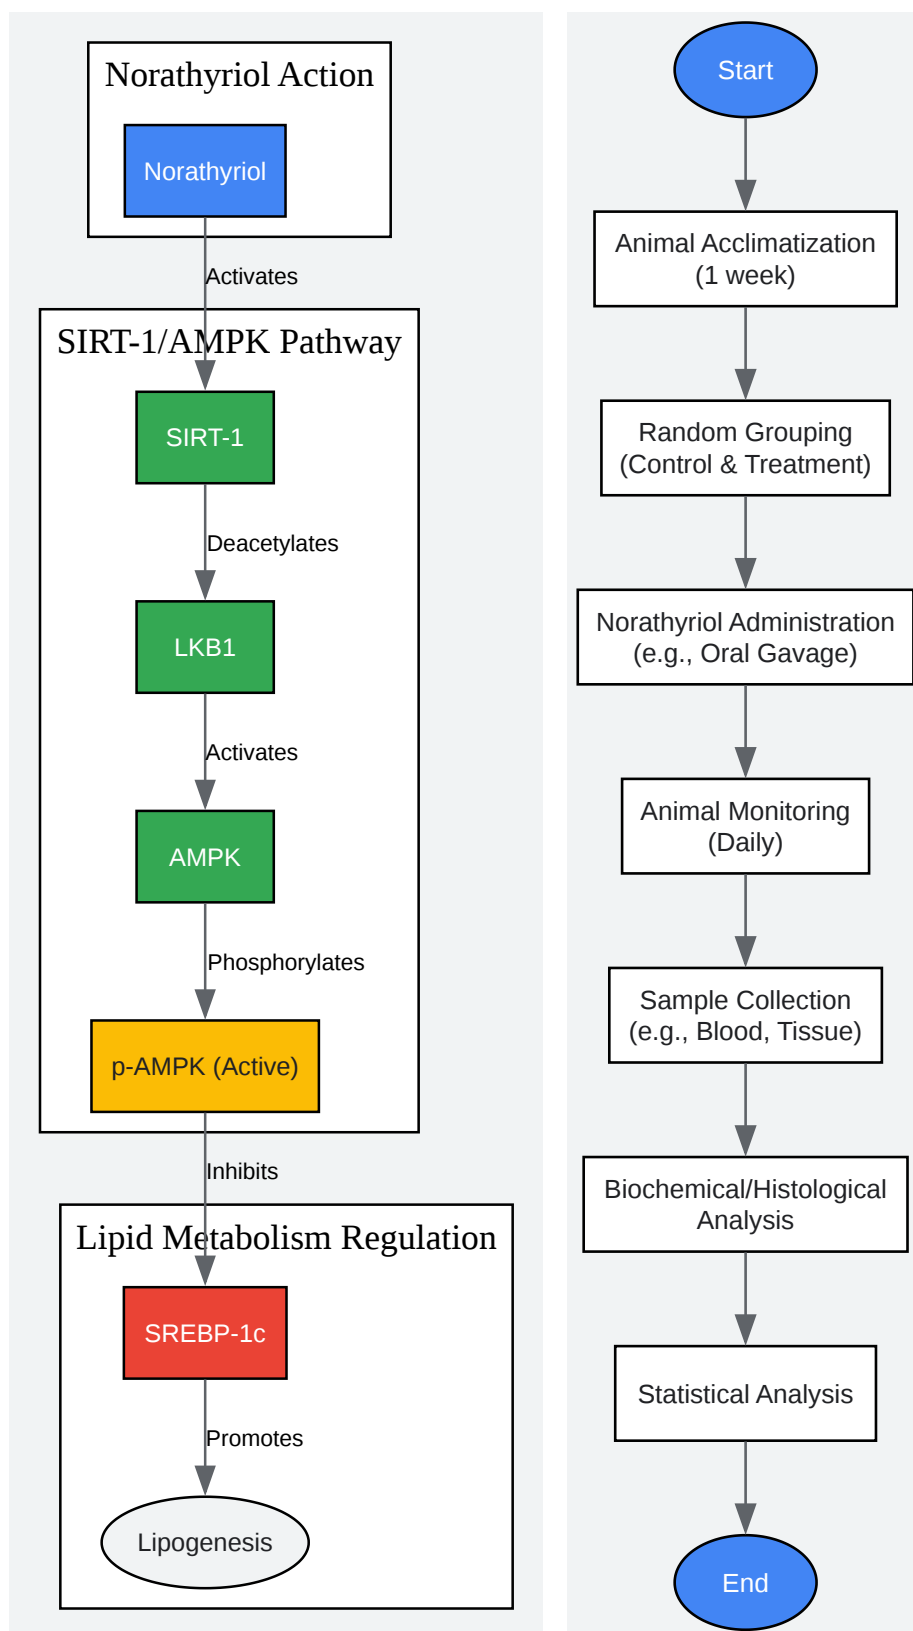 Norathyriol Action
Norathyriol
Activates
SIRT-1/AMPK Pathway
SIRT-1
Deacetylates
LKB1
Activates
AMPK
Phosphorylates
p-AMPK (Active)
Inhibits
Lipid Metabolism Regulation
SREBP-1c
Promotes
Lipogenesis
Start
Animal Acclimatization
(1 week)
Random Grouping
(Control & Treatment)
Norathyriol Administration
(e.g., Oral Gavage)
Animal Monitoring
(Daily)
Sample Collection
(e.g., Blood, Tissue)
Biochemical/Histological
Analysis
Statistical Analysis
End